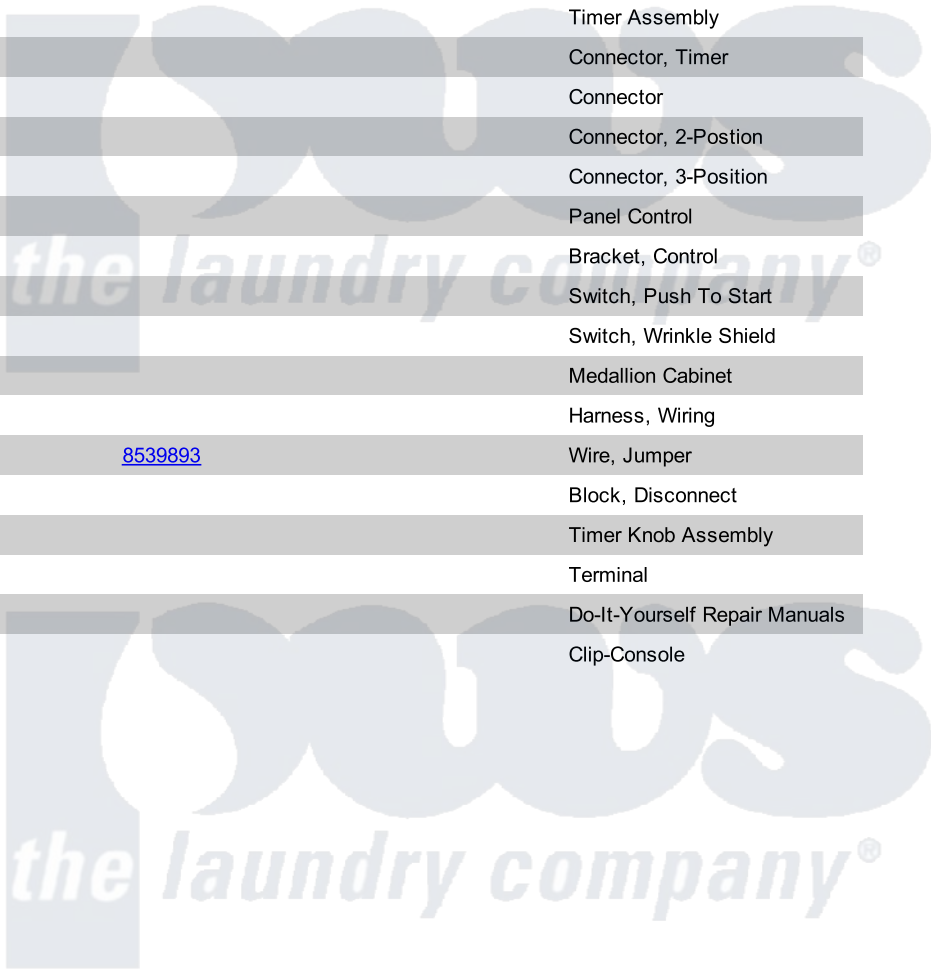 Timer Assembly
Connector, Timer
Connector
Connector, 2-Postion
Connector, 3-Position
Panel Control
Bracket, Control
Switch, Push To Start
Switch, Wrinkle Shield
Medallion Cabinet
Harness, Wiring
8539893 Wire, Jumper
Block, Disconnect
Timer Knob Assembly
Terminal
Do-It-Yourself Repair Manuals
Clip-Console
pws
the laundry company®
pws
the laundry company®